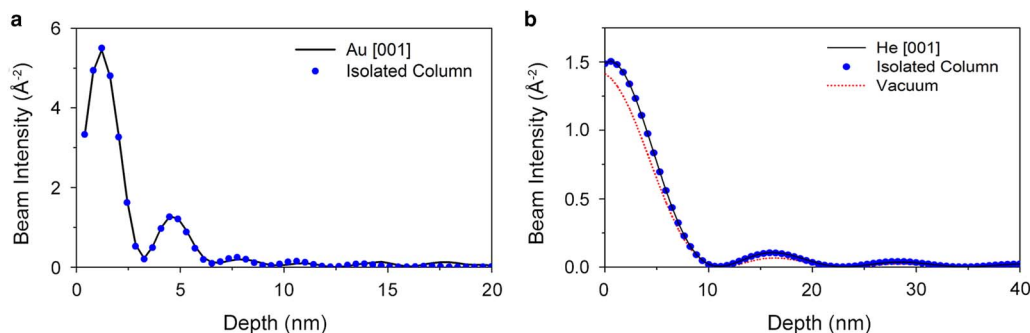 a
6
4
2
0
0 5 10 15 20
Beam Intensity (Å-2)
Depth (nm)
Au [001]
Isolated Column
b
1.5
1.0
0.5
0.0
0 10 20 30 40
Beam Intensity (Å-2)
Depth (nm)
He [001]
Isolated Column
Vacuum